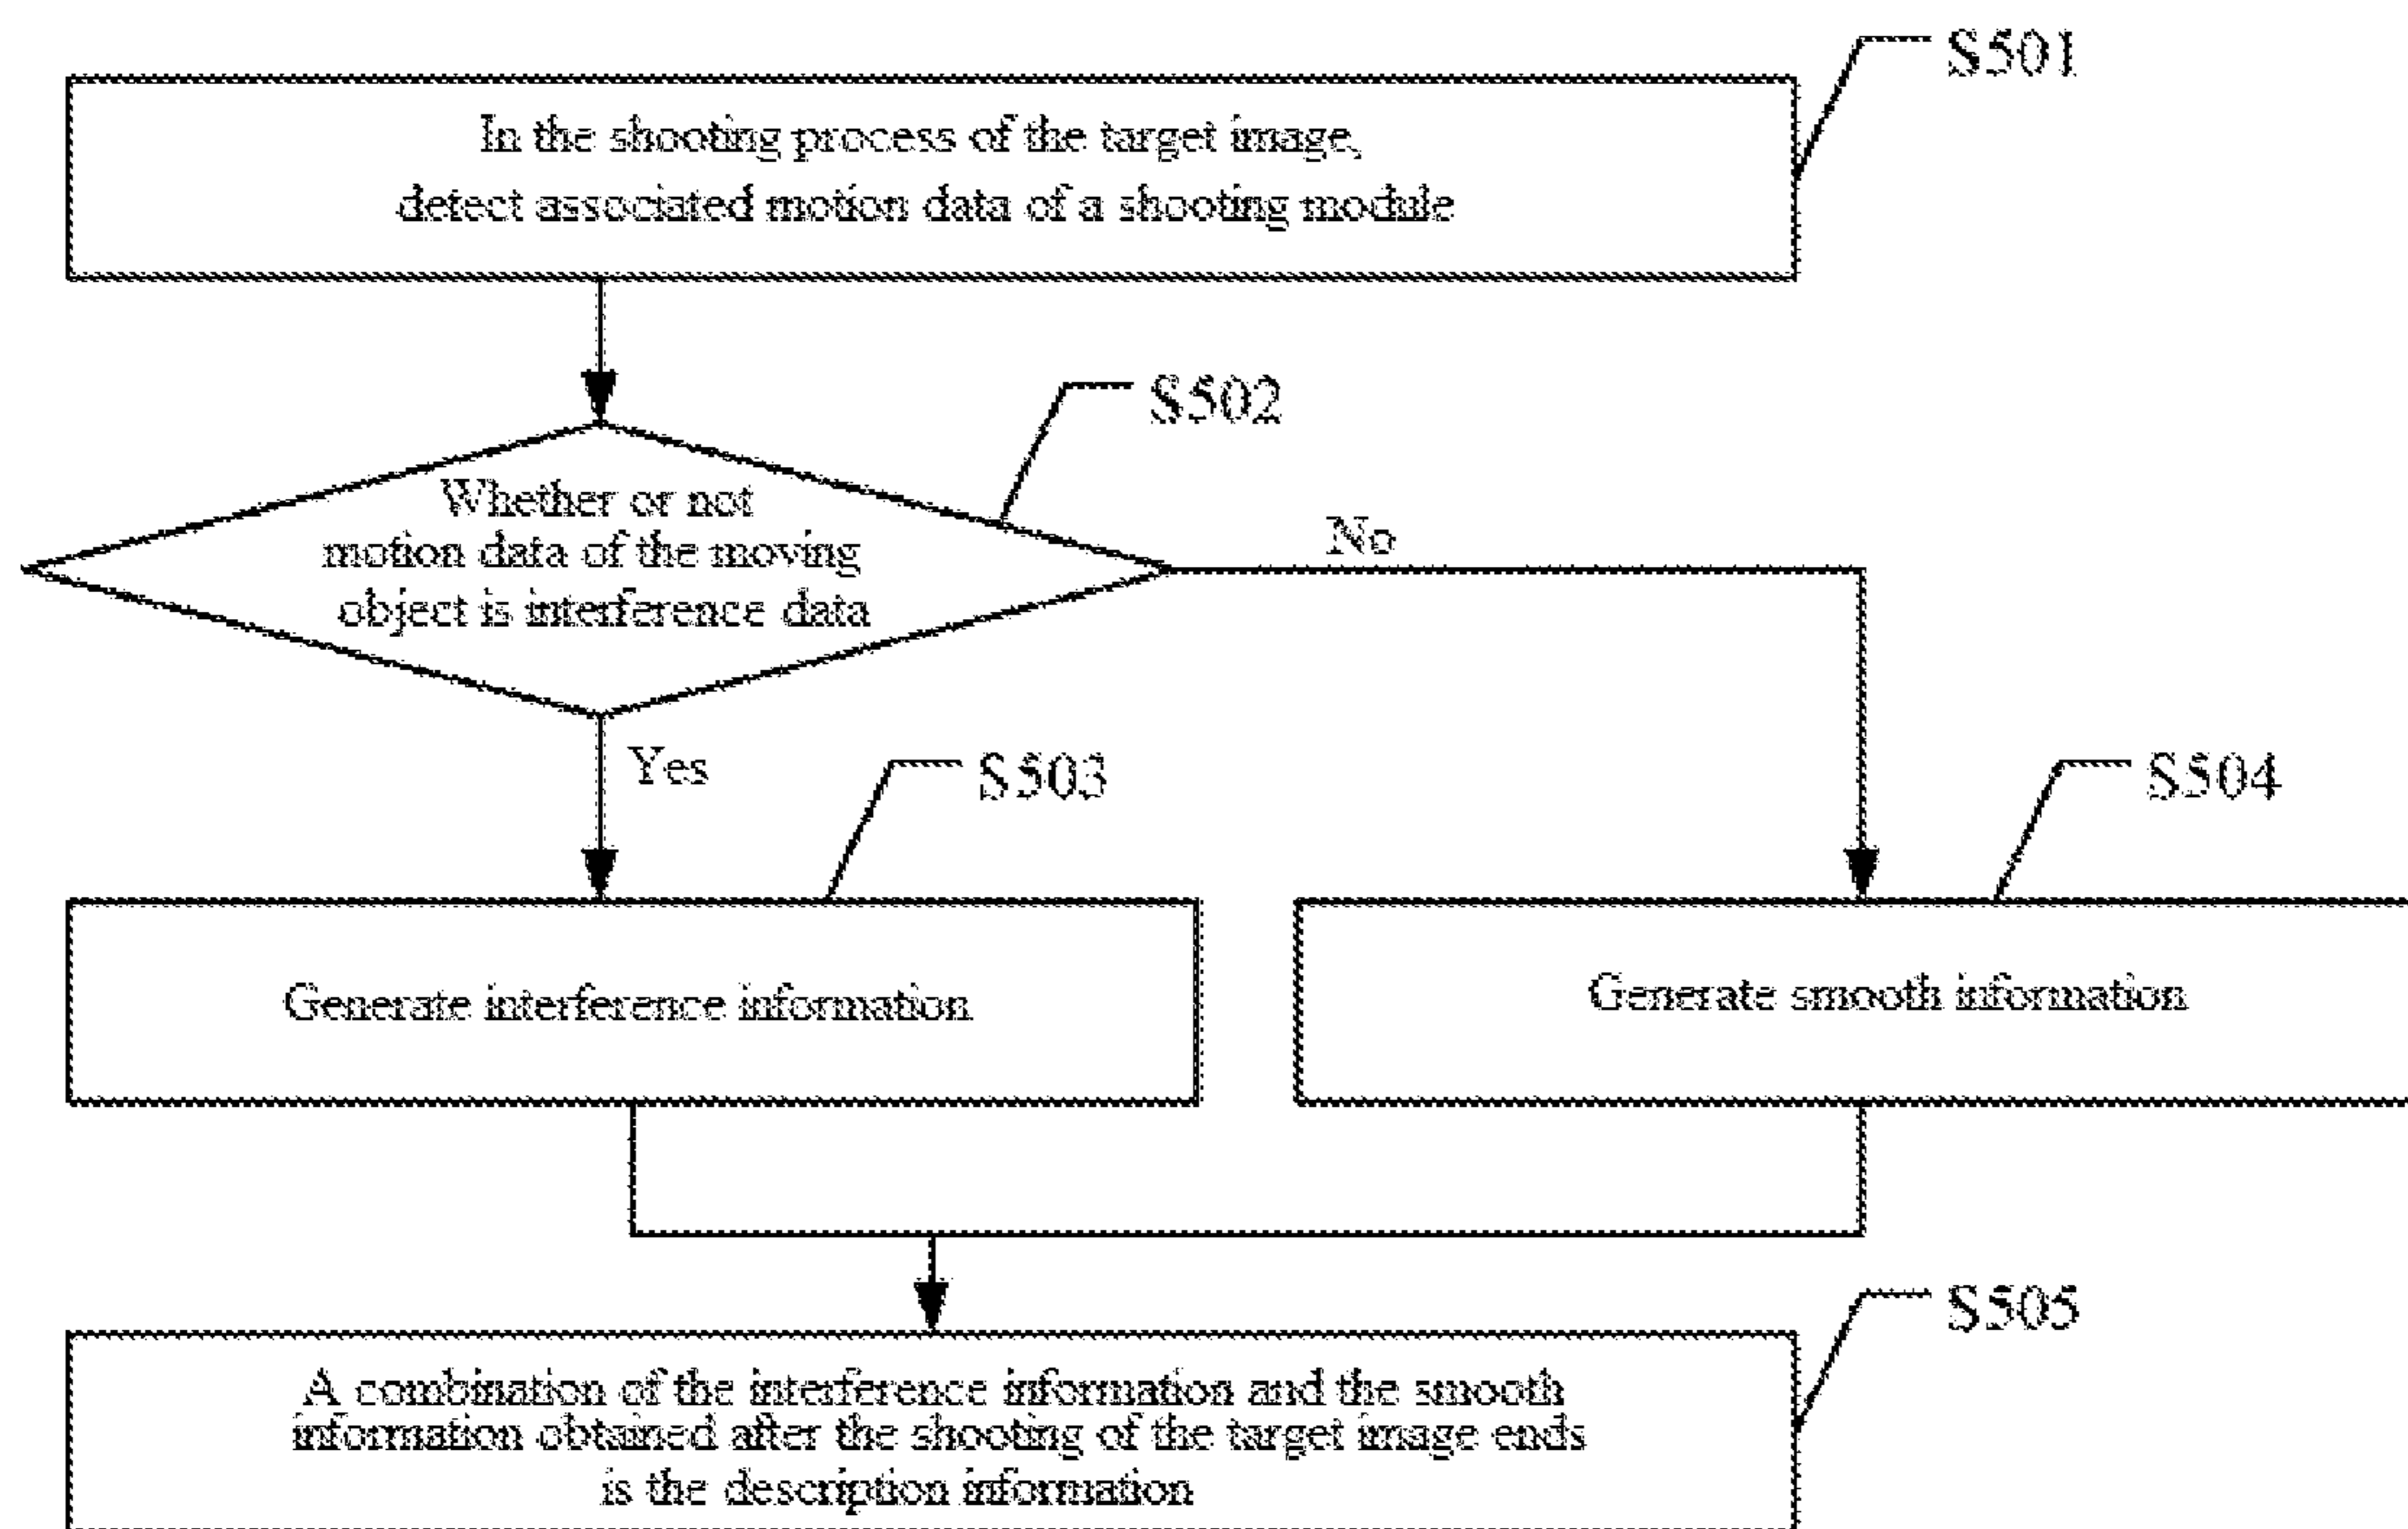 S501
In the shooting process of the target image,
detect associated motion data of a shooting module
S502
Whether or not
motion data of the moving
object is interference data
No
Yes
S503
S504
Generate interference information
Generate smooth information
S505
A combination of the interference information and the smooth
information obtained after the shooting of the target image ends
is the description information